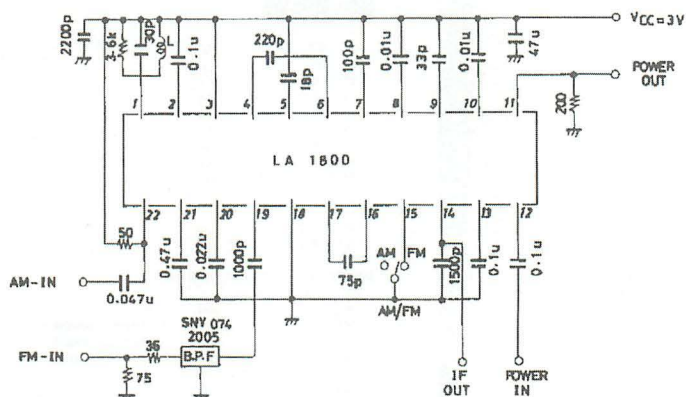 VCC=3V
2200p
3·6k
30p
L
0.1u
220p
18p
100p
0.01u
33p
0.01u
47u
POWER
OUT
200
1 2 3 4 5 6 7 8 9 10 11
LA 1800
22 21 20 19 18 17 16 15 14 13 12
50
0.47u
0.022u
1000p
75p
AM
FM
1500p
0.1u
0.1u
AM-IN
0.047u
AM/FM
SNY 074
2005
FM-IN
36
B.P.F
75
IF
OUT
POWER
IN